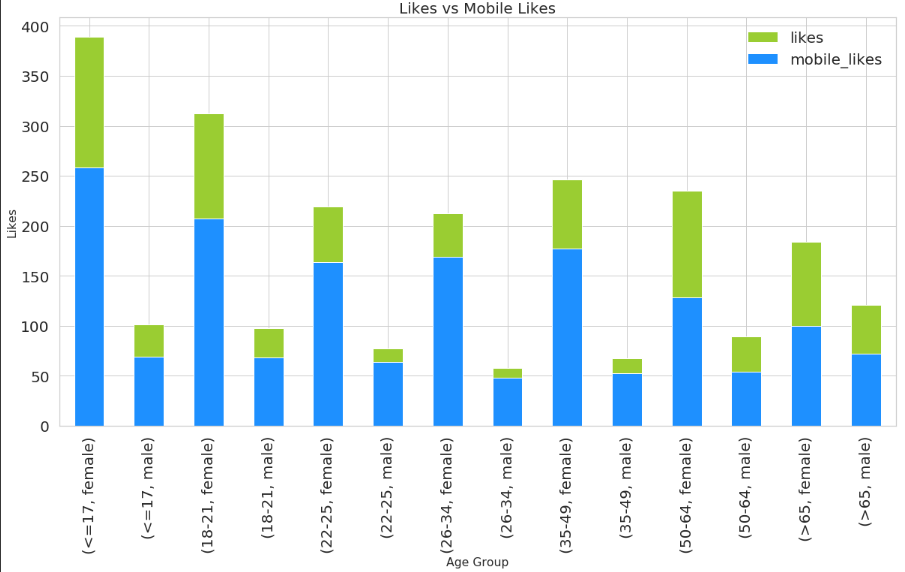 Likes vs Mobile Likes
likes
mobile_likes
400
350
300
250
200
150
100
50
0
Likes
(<=17, female)
(<=17, male)
(18-21, female)
(18-21, male)
(22-25, female)
(22-25, male)
(26-34, female)
(26-34, male)
(35-49, female)
(35-49, male)
(50-64, female)
(50-64, male)
(>65, female)
(>65, male)
Age Group